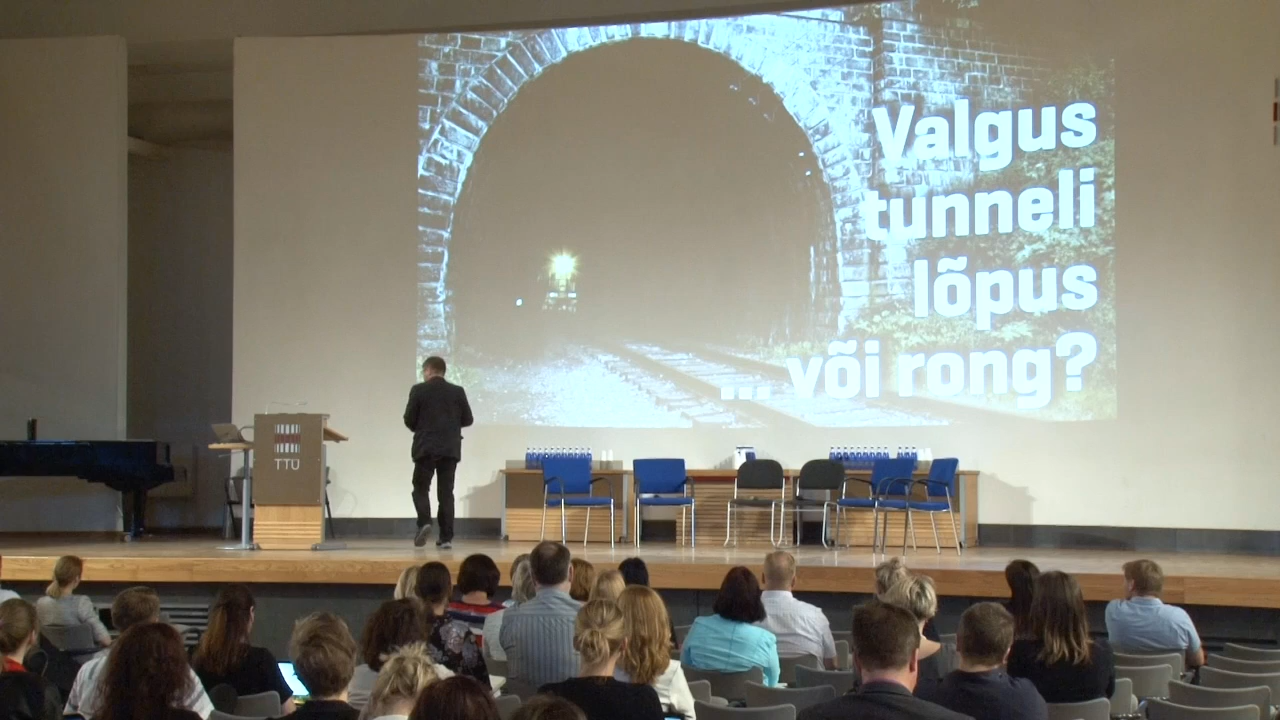 Valgus
tunneli
lõpus
... või rong?
TTÜ